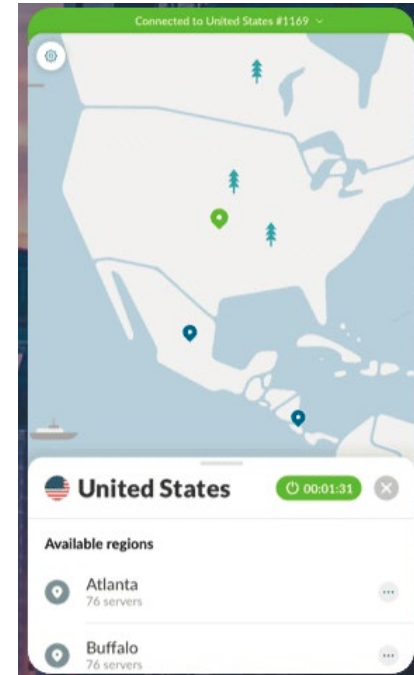 Connected to United States #1169
United States
00:01:31
Available regions
Atlanta
76 servers
Buffalo
76 servers